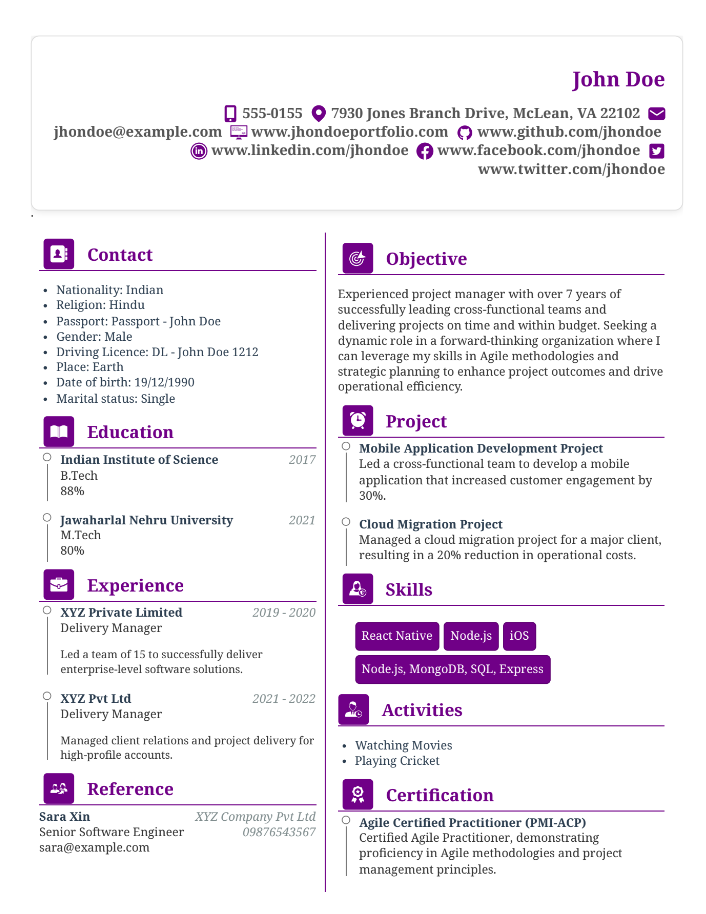 John Doe
555-0155 7930 Jones Branch Drive, McLean, VA 22102
jhondoe@example.com www.jhondoeportfolio.com www.github.com/jhondoe
www.linkedin.com/jhondoe www.facebook.com/jhondoe
www.twitter.com/jhondoe
.
Contact
• Nationality: Indian
• Religion: Hindu
• Passport: Passport - John Doe
• Gender: Male
• Driving Licence: DL - John Doe 1212
• Place: Earth
• Date of birth: 19/12/1990
• Marital status: Single
Education
Indian Institute of Science 2017
B.Tech
88%
Jawaharlal Nehru University 2021
M.Tech
80%
Experience
XYZ Private Limited 2019 - 2020
Delivery Manager
Led a team of 15 to successfully deliver
enterprise-level software solutions.
XYZ Pvt Ltd 2021 - 2022
Delivery Manager
Managed client relations and project delivery for
high-profile accounts.
Reference
Sara Xin XYZ Company Pvt Ltd
Senior Software Engineer 09876543567
sara@example.com
Objective
Experienced project manager with over 7 years of
successfully leading cross-functional teams and
delivering projects on time and within budget. Seeking a
dynamic role in a forward-thinking organization where I
can leverage my skills in Agile methodologies and
strategic planning to enhance project outcomes and drive
operational efficiency.
Project
Mobile Application Development Project
Led a cross-functional team to develop a mobile
application that increased customer engagement by
30%.
Cloud Migration Project
Managed a cloud migration project for a major client,
resulting in a 20% reduction in operational costs.
Skills
React Native Node.js iOS
Node.js, MongoDB, SQL, Express
Activities
• Watching Movies
• Playing Cricket
Certification
Agile Certified Practitioner (PMI-ACP)
Certified Agile Practitioner, demonstrating
proficiency in Agile methodologies and project
management principles.